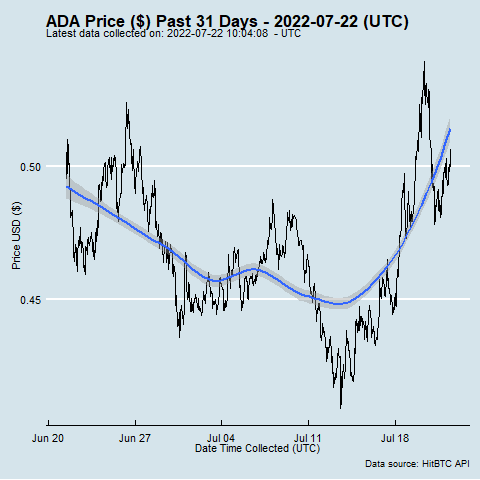 ADA Price ($) Past 31 Days - 2022-07-22 (UTC)
Latest data collected on: 2022-07-22 10:04:08 - UTC
Price USD ($)
0.50
0.45
Jun 20 Jun 27 Jul 04 Jul 11 Jul 18
Date Time Collected (UTC)
Data source: HitBTC API